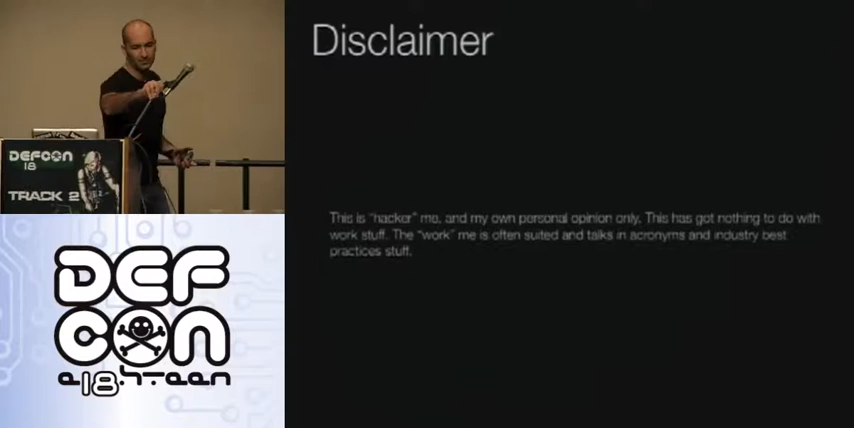 Disclaimer
This is "hacker" me, and my own personal opinion only. This has got nothing to do with
work stuff. The "work" me is often suited and talks in acronyms and industry best
practices stuff.
DEFCON
18
TRACK 2
DEF
CON
e18.hteen